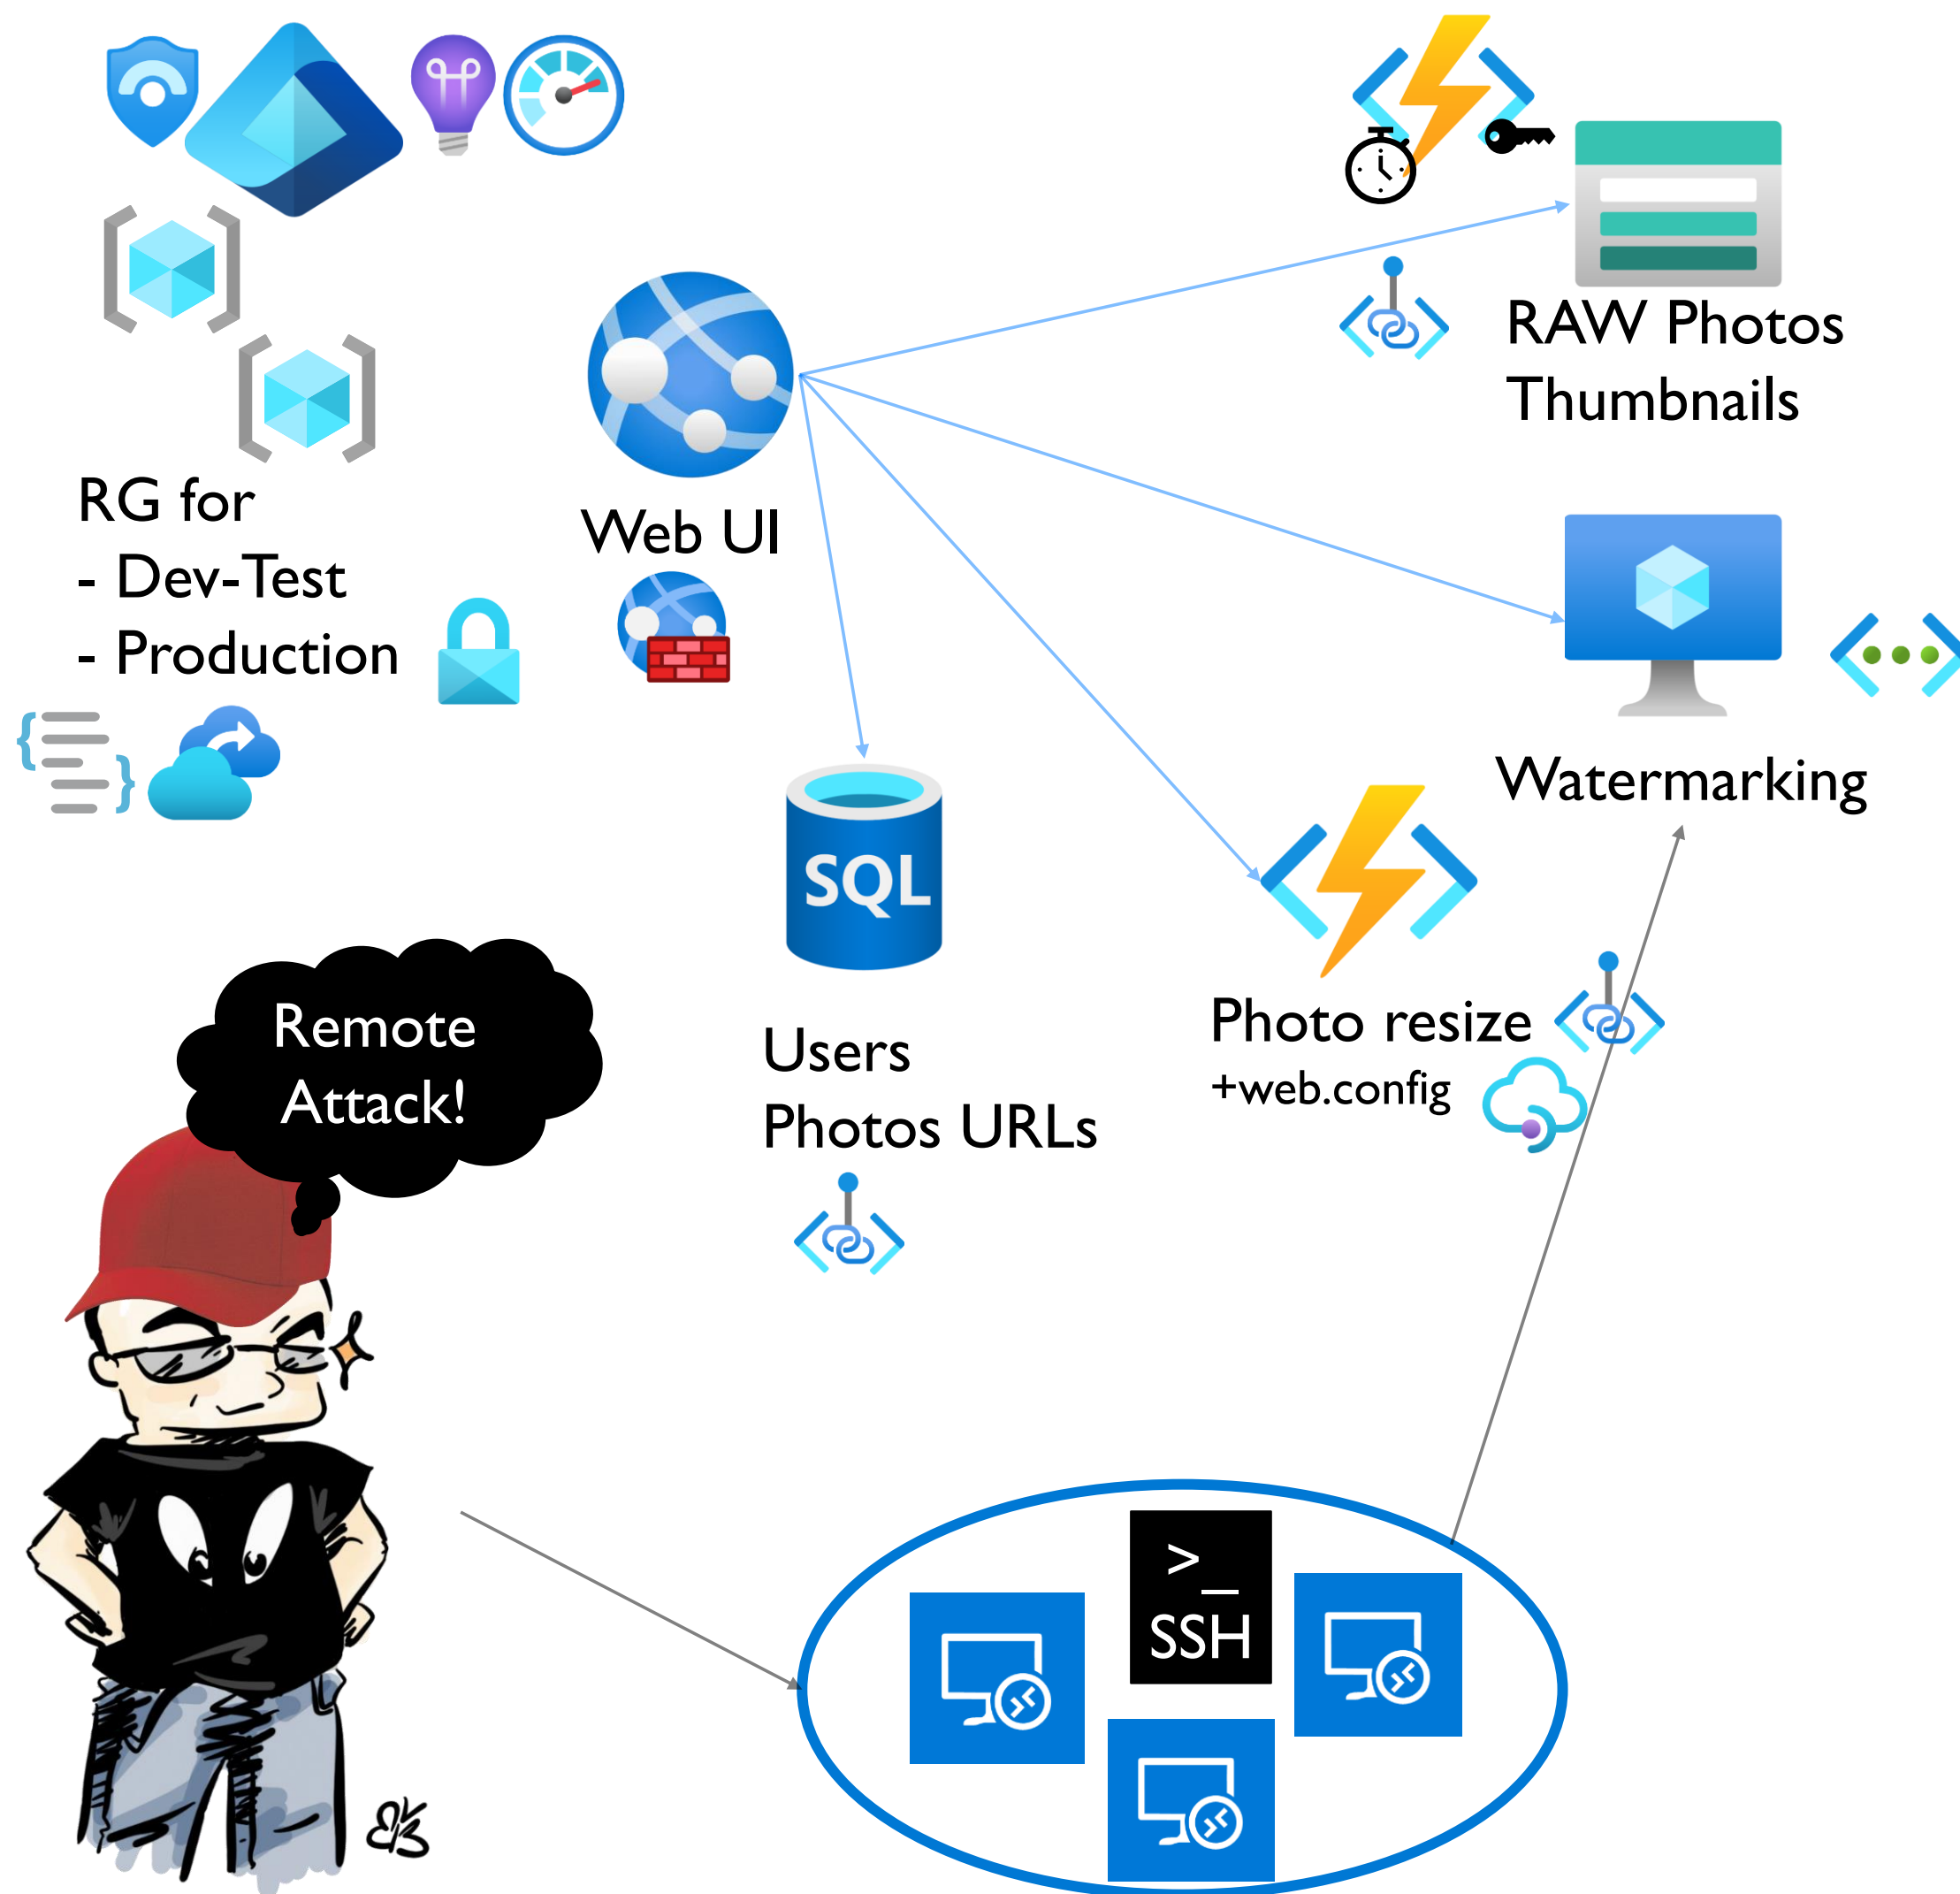 RAW Photos
Thumbnails
RG for
- Dev-Test
- Production
Web UI
Watermarking
SQL
Users
Photos URLs
Photo resize
+web.config
Remote
Attack!
>_
SSH